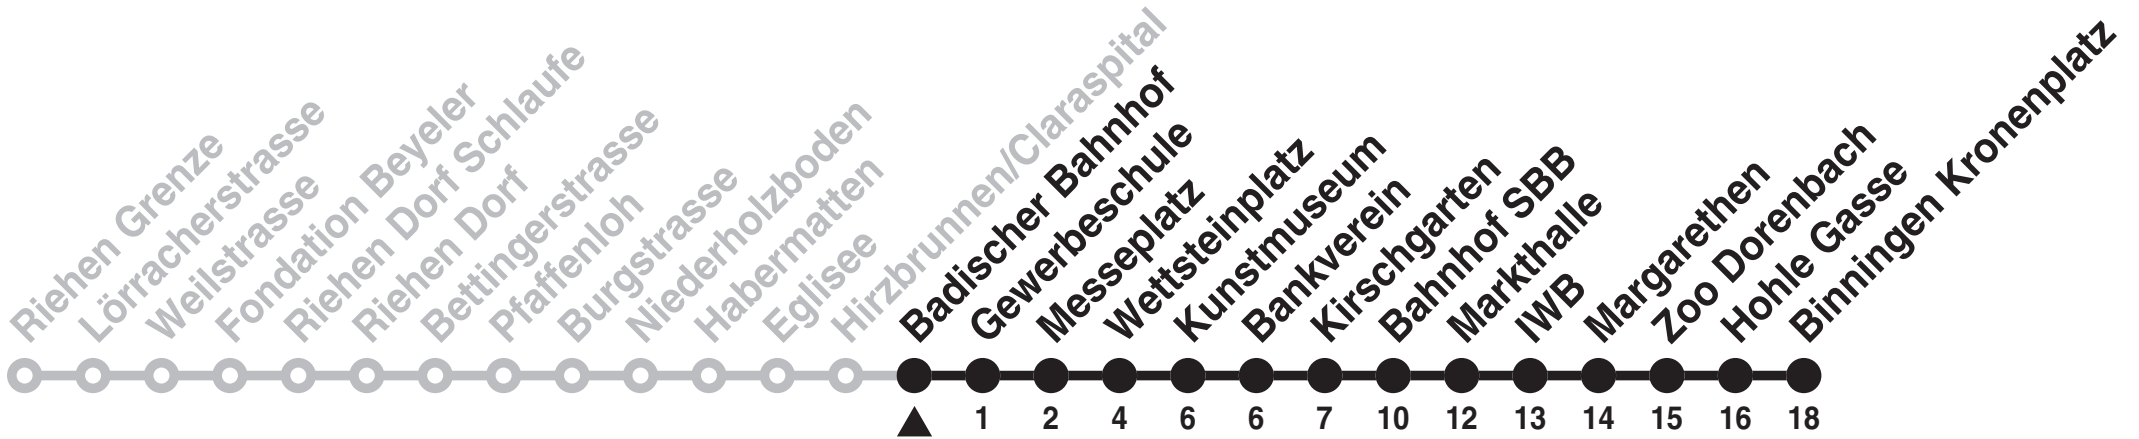 Riehen Grenze
Lörracherstrasse
Weilstrasse
Fondation Beyeler
Riehen Dorf Schlaufe
Riehen Dorf
Bettingerstrasse
Pfaffenloh
Burgstrasse
Niederholzboden
Habermatten
Eglisee
Hirzbrunnen/Claraspital
Badischer Bahnhof
Gewerbeschule
Messeplatz
Wettsteinplatz
Kunstmuseum
Bankverein
Kirschgarten
Bahnhof SBB
Markthalle
IWB
Margarethen
Zoo Dorenbach
Hohle Gasse
Binningen Kronenplatz
1 2 4 6 6 7 10 12 13 14 15 16 18